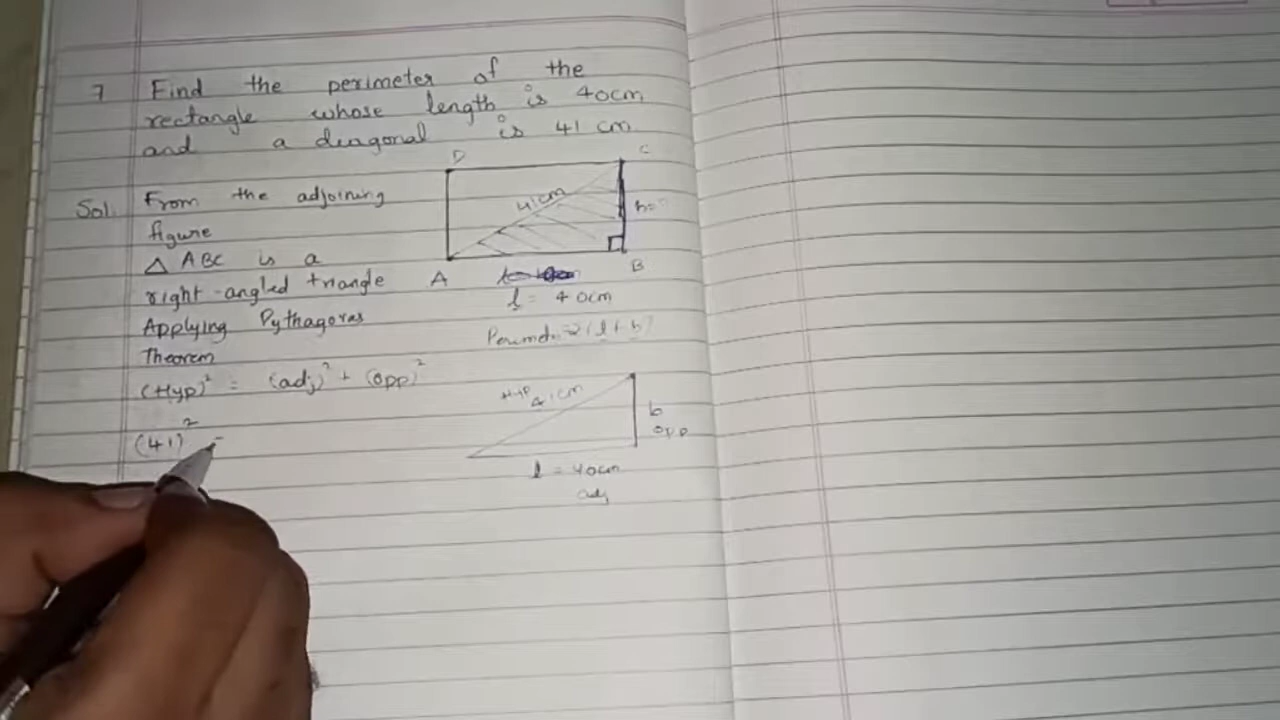 7 Find the perimeter of the
rectangle whose length is 40cm
and a diagonal is 41 cm
D C
Sol. From the adjoining
41cm
b=?
figure
△ ABC is a
B
right-angled triangle
A
l = 40cm
Applying Pythagoras
Theorem
(Hyp)² = (adj)² + (opp)²
Hyp 41cm
b
opp
(41)² =
l = 40cm
adj